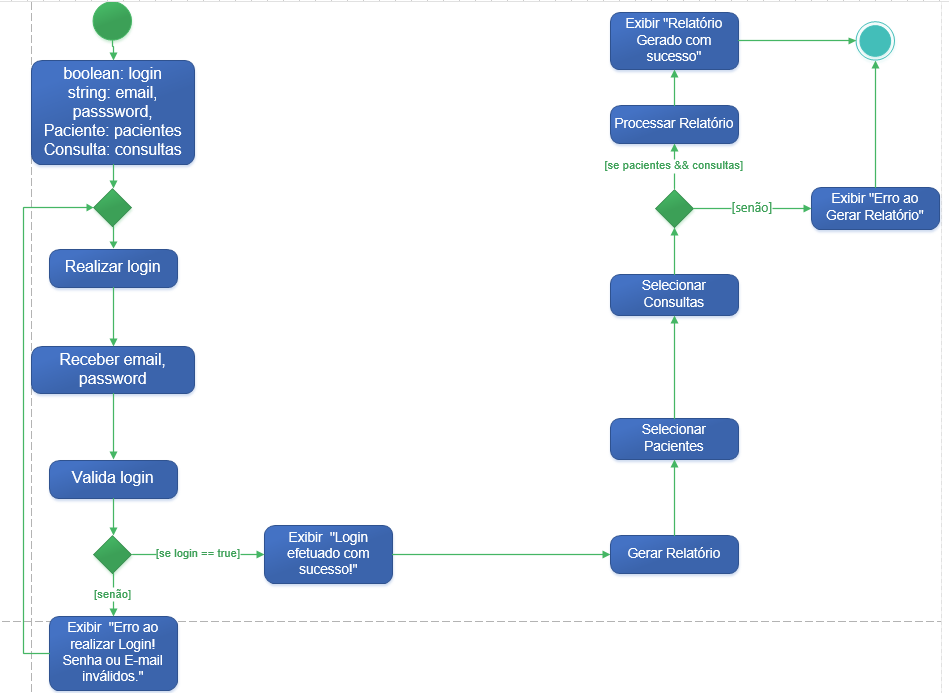 boolean: login
string: email,
passsword,
Paciente: pacientes
Consulta: consultas
Realizar login
Receber email,
password
Valida login
[se login == true]
[senão]
Exibir "Erro ao
realizar Login!
Senha ou E-mail
inválidos."
Exibir "Login
efetuado com
sucesso!"
Gerar Relatório
Selecionar
Pacientes
Selecionar
Consultas
[se pacientes && consultas]
[senão]
Exibir "Erro ao
Gerar Relatório"
Processar Relatório
Exibir "Relatório
Gerado com
sucesso"